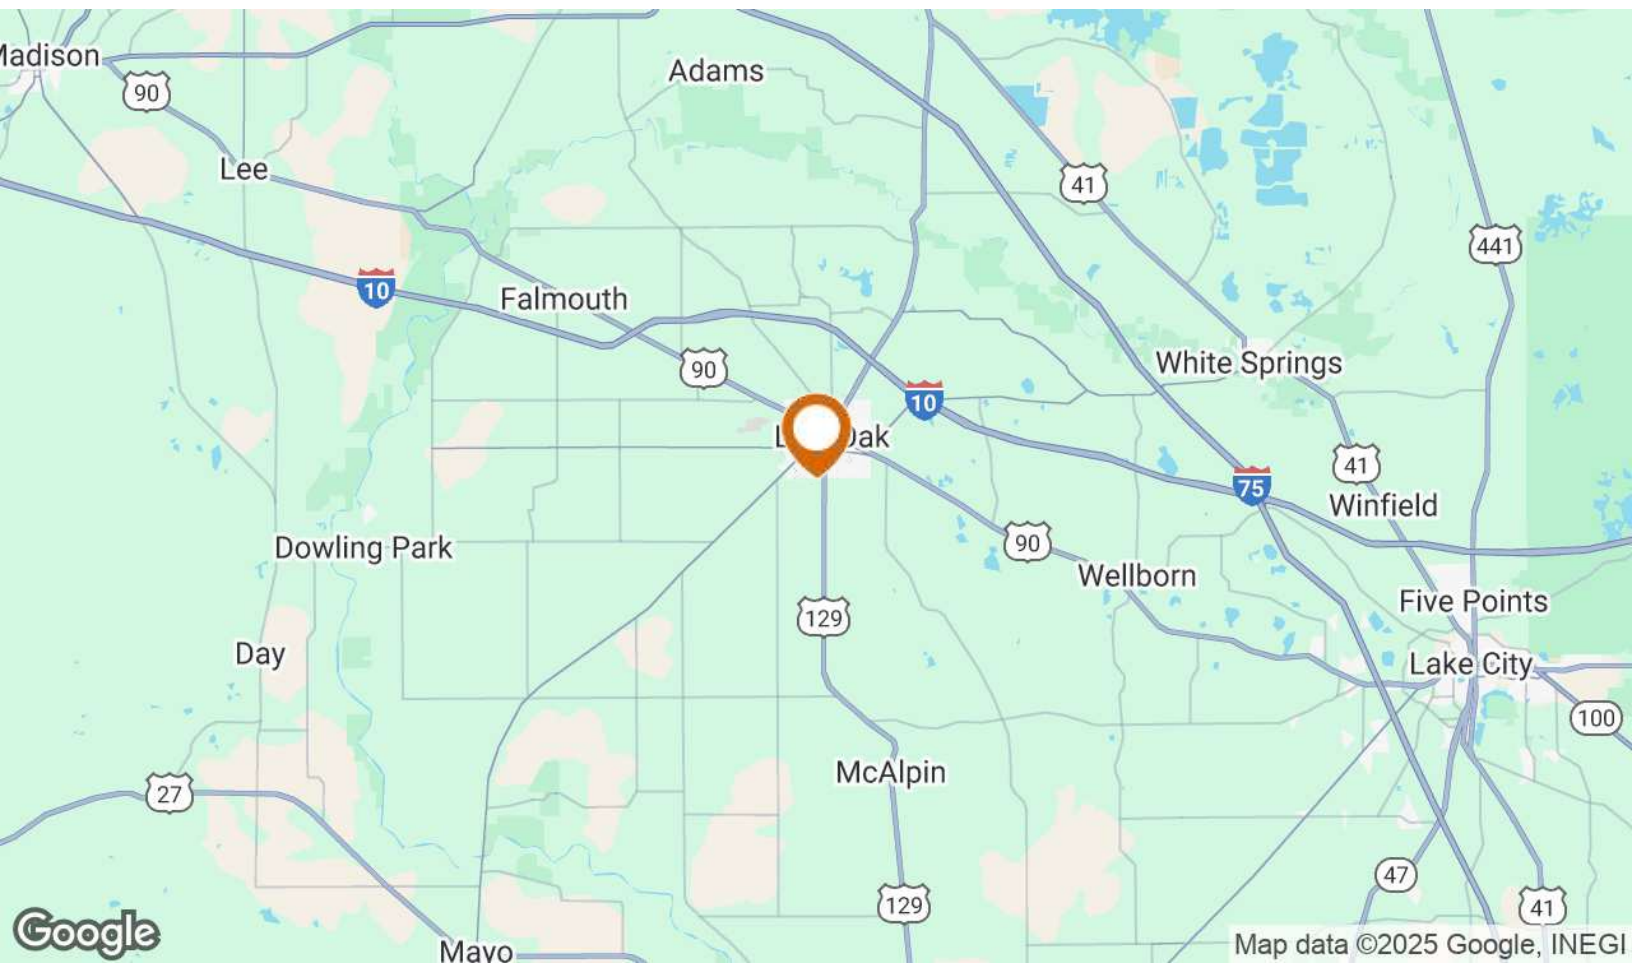 Madison
90
Adams
Lee
41
441
10
Falmouth
90
White Springs
10
Oak
41
75
Winfield
Dowling Park
90
Wellborn
Five Points
129
Day
Lake City
100
McAlpin
27
47
129
41
Google
Mayo
Map data ©2025 Google, INEGI